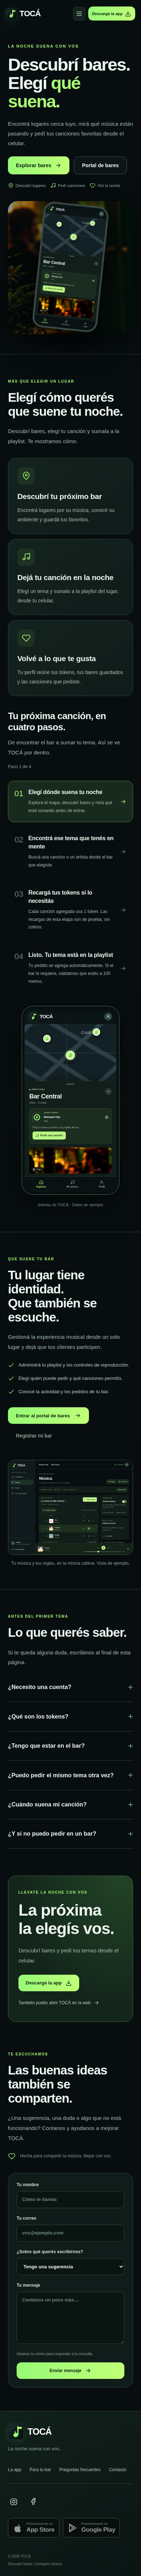 TOCÁ
Descargá la app
LA NOCHE SUENA CON VOS
Descubrí bares.
Elegí qué
suena.
Encontrá lugares cerca tuyo, mirá qué música están
pasando y pedí tus canciones favoritas desde el
celular.
Explorar bares
Portal de bares
Descubrí lugares
Pedí canciones
Viví la noche
TOCÁ
Bar Central
MÁS QUE ELEGIR UN LUGAR
Elegí cómo querés
que suene tu noche.
Descubrí bares, elegí tu canción y sumala a la
playlist. Te mostramos cómo.
Descubrí tu próximo bar
Encontrá lugares por su música, conocé su
ambiente y guardá tus favoritos.
Dejá tu canción en la noche
Elegí un tema y sumalo a la playlist del lugar,
desde tu celular.
Volvé a lo que te gusta
Tu perfil reúne tus tokens, tus bares guardados
y las canciones que pediste.
Tu próxima canción, en
cuatro pasos.
De encontrar el bar a sumar tu tema. Así se ve
TOCÁ por dentro.
Paso 1 de 4
01
Elegí dónde suena tu noche
Explorá el mapa, descubrí bares y mirá qué
está sonando antes de entrar.
02
Encontrá ese tema que tenés en
mente
Buscá una canción o un artista desde el bar
que elegiste.
03
Recargá tus tokens si lo
necesitás
Cada canción agregada usa 1 token. Las
recargas de esta etapa son de prueba, sin
cobros.
04
Listo. Tu tema está en la playlist
Tu pedido se agrega automáticamente. Si el
bar lo requiere, validamos que estés a 100
metros.
TOCÁ
Bar Central
Interfaz de TOCÁ · Datos de ejemplo
QUE SUENE TU BAR
Tu lugar tiene
identidad.
Que también se
escuche.
Gestioná la experiencia musical desde un solo
lugar y dejá que tus clientes participen.
Administrá tu playlist y los controles de reproducción.
Elegí quién puede pedir y qué canciones permitís.
Conocé la actividad y los pedidos de tu bar.
Entrar al portal de bares
Registrar mi bar
TOCÁ
Música
Tu música y tus reglas, en la misma cabina. Vista de ejemplo.
ANTES DEL PRIMER TEMA
Lo que querés saber.
Si te queda alguna duda, escribinos al final de esta
página.
¿Necesito una cuenta?
¿Qué son los tokens?
¿Tengo que estar en el bar?
¿Puedo pedir el mismo tema otra vez?
¿Cuándo suena mi canción?
¿Y si no puedo pedir en un bar?
LLEVATE LA NOCHE CON VOS
La próxima
la elegís vos.
Descubrí bares y pedí tus temas desde el
celular.
Descargá la app
También podés abrir TOCÁ en la web
TE ESCUCHAMOS
Las buenas ideas
también se
comparten.
¿Una sugerencia, una duda o algo que no está
funcionando? Contanos y ayudanos a mejorar
TOCÁ.
Hecha para compartir la música. Mejor con vos.
Tu nombre
Cómo te llamás
Tu correo
vos@ejemplo.com
¿Sobre qué querés escribirnos?
Tengo una sugerencia
Tu mensaje
Contanos un poco más...
Usamos tu correo para responder a tu consulta.
Enviar mensaje
TOCÁ
La noche suena con vos.
La app
Para tu bar
Preguntas frecuentes
Contacto
App Store
Google Play
© 2026 TOCÁ
Descubrí bares. Compartí música.